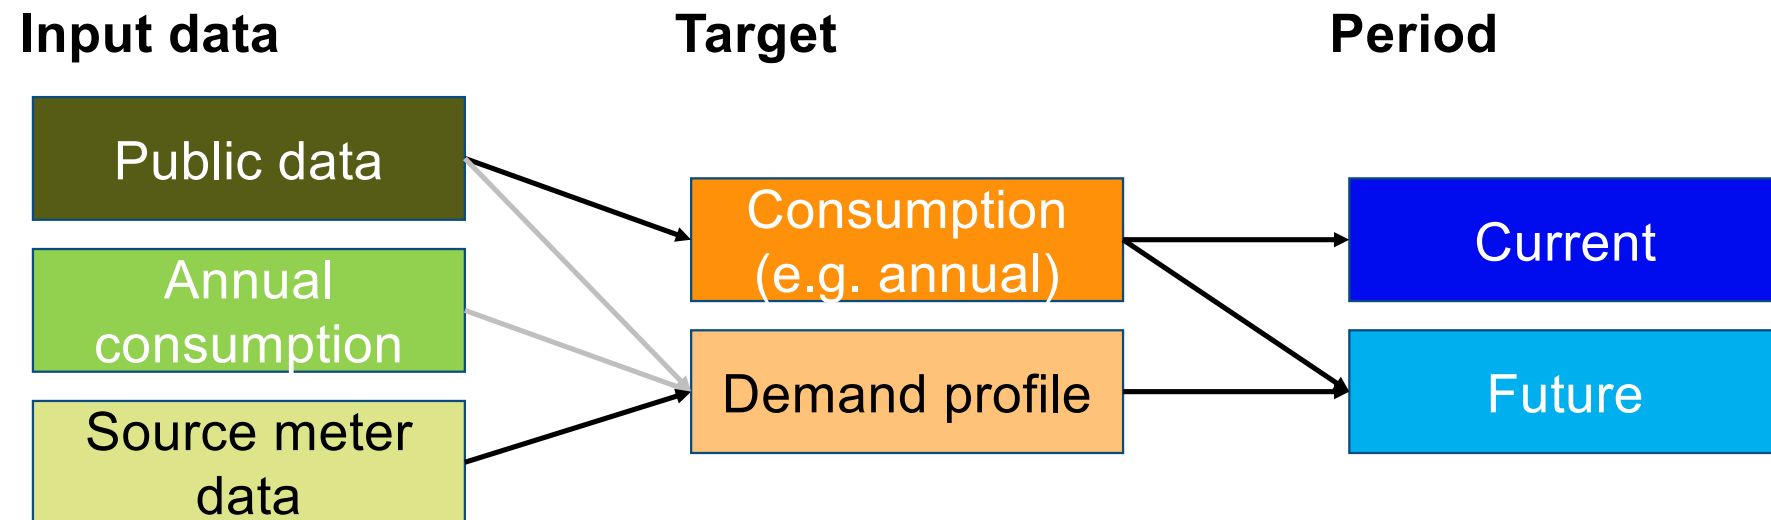 Input data
Target
Period
Public data
Annual
consumption
Source meter
data
Consumption
(e.g. annual)
Demand profile
Current
Future